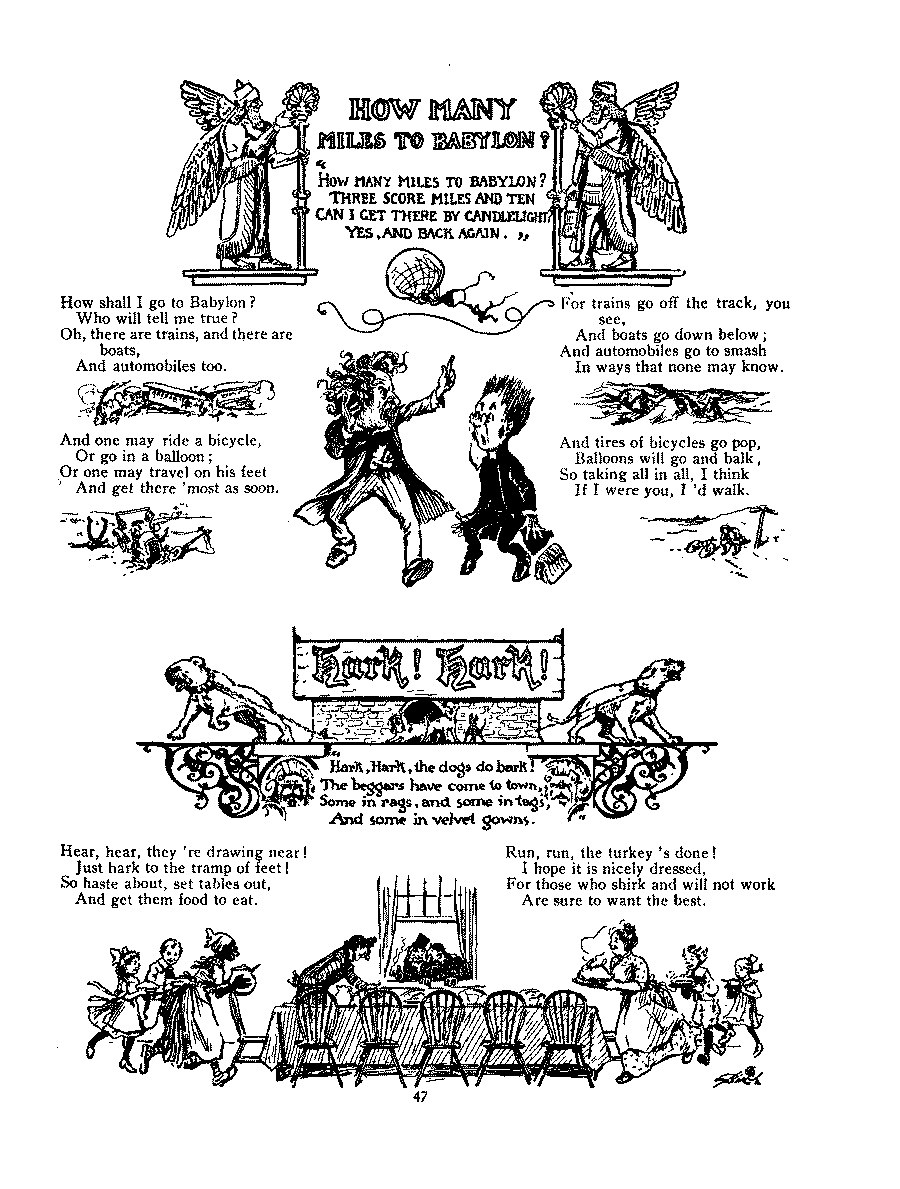 HOW MANY
MILES TO BABYLON?
"HOW MANY MILES TO BABYLON?
THREE SCORE MILES AND TEN
CAN I GET THERE BY CANDLELIGHT?
YES, AND BACK AGAIN."
How shall I go to Babylon?
Who will tell me true?
Oh, there are trains, and there are
boats,
And automobiles too.
And one may ride a bicycle,
Or go in a balloon;
Or one may travel on his feet
And get there 'most as soon.
For trains go off the track, you
see,
And boats go down below;
And automobiles go to smash
In ways that none may know.
And tires of bicycles go pop,
Balloons will go and balk,
So taking all in all, I think
If I were you, I 'd walk.
Hark! Hark!
"Hark, Hark, the dogs do bark!
The beggars have come to town,
Some in rags, and some in tags,
And some in velvet gowns.
Hear, hear, they 're drawing near!
Just hark to the tramp of feet!
So haste about, set tables out,
And get them food to eat.
Run, run, the turkey 's done!
I hope it is nicely dressed,
For those who shirk and will not work
Are sure to want the best.
47